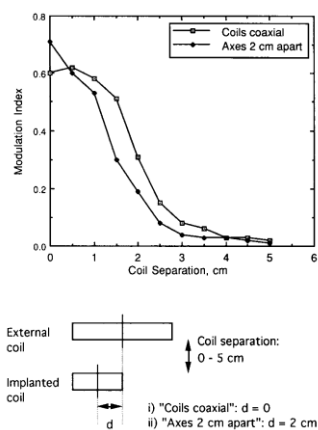 0.8
Coils coaxial
Axes 2 cm apart
0.6
Modulation Index
0.4
0.2
0.0
0 1 2 3 4 5 6
Coil Separation, cm
External
coil
Coil separation:
0 - 5 cm
Implanted
coil
i) "Coils coaxial": d = 0
d
ii) "Axes 2 cm apart": d = 2 cm